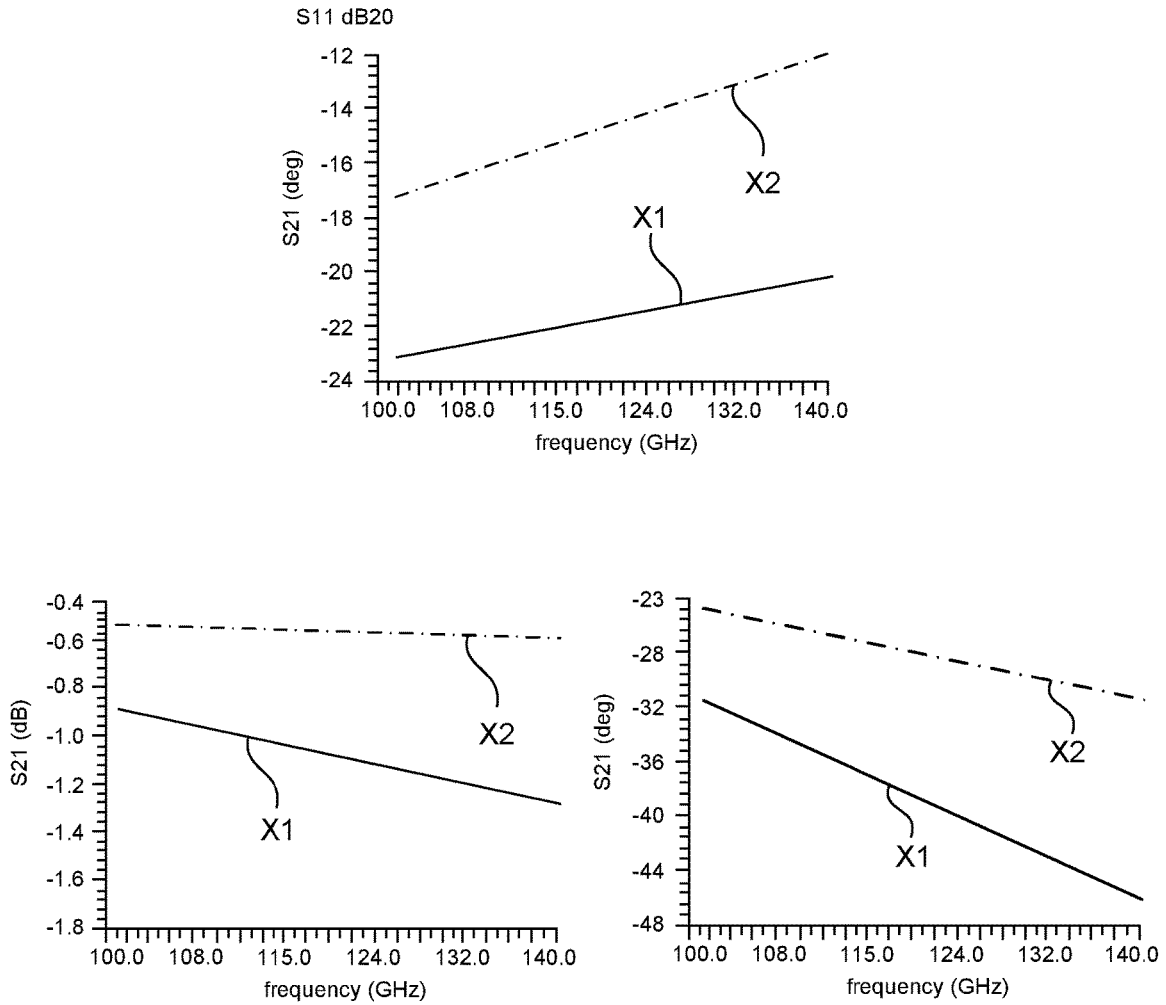 S11 dB20
-12
-14
-16
-18
-20
-22
-24
S21 (deg)
X2
X1
100.0 108.0 115.0 124.0 132.0 140.0
frequency (GHz)
-0.4
-0.6
-0.8
-1.0
-1.2
-1.4
-1.6
-1.8
S21 (dB)
X2
X1
100.0 108.0 115.0 124.0 132.0 140.0
frequency (GHz)
-23
-28
-32
-36
-40
-44
-48
S21 (deg)
X2
X1
100.0 108.0 115.0 124.0 132.0 140.0
frequency (GHz)